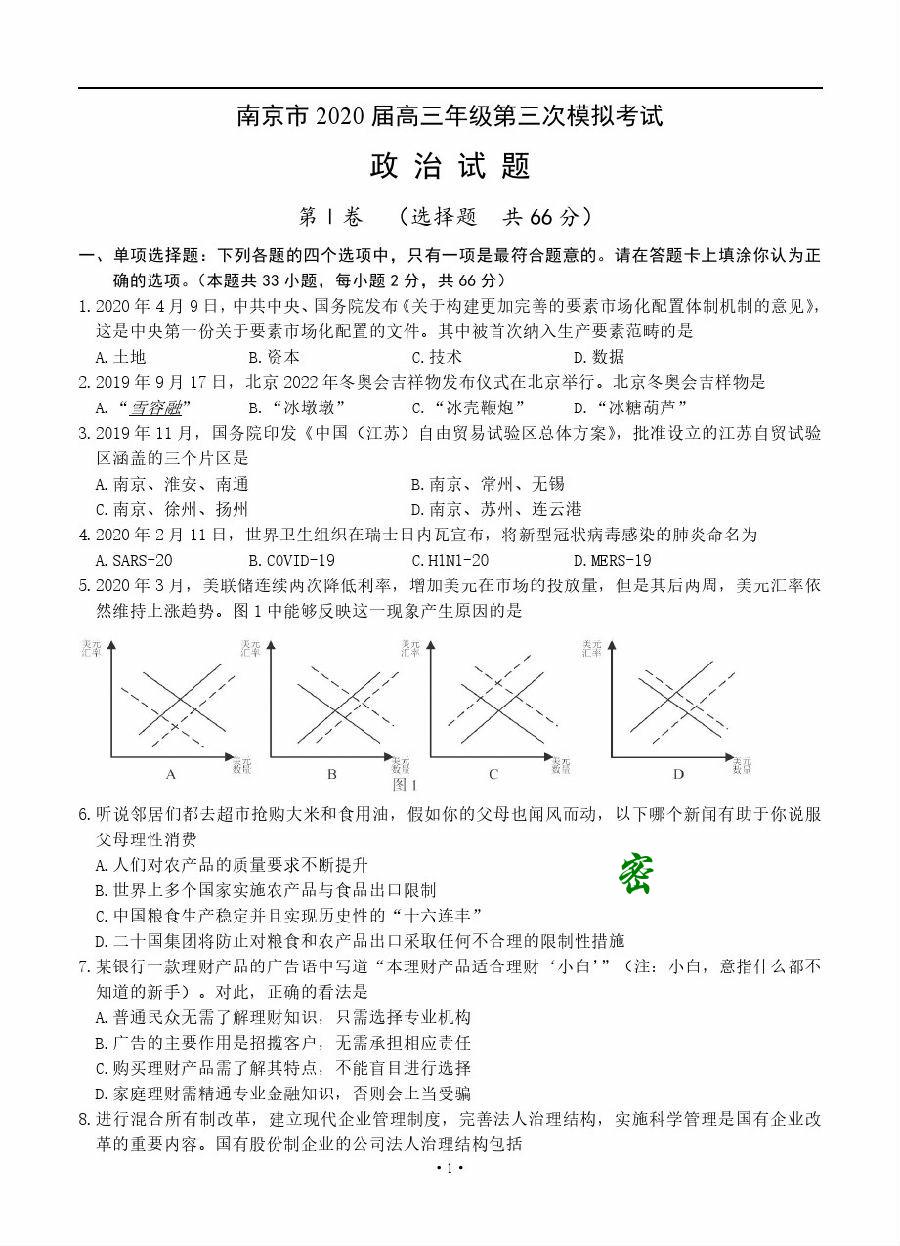 南京市 2020 届高三年级第三次模拟考试
政 治 试 题
第 Ⅰ 卷 （选择题 共 66 分）
一、单项选择题：下列各题的四个选项中，只有一项是最符合题意的。请在答题卡上填涂你认为正
确的选项。（本题共 33 小题，每小题 2 分，共 66 分）
1. 2020 年 4 月 9 日，中共中央、国务院发布《关于构建更加完善的要素市场化配置体制机制的意见》，
这是中央第一份关于要素市场化配置的文件。其中被首次纳入生产要素范畴的是
A. 土地 B. 资本 C. 技术 D. 数据
2. 2019 年 9 月 17 日，北京 2022 年冬奥会吉祥物发布仪式在北京举行。北京冬奥会吉样物是
A. “雪容融” B. “冰墩墩” C. “冰壳鞭炮” D. “冰糖葫芦”
3. 2019 年 11 月，国务院印发《中国（江苏）自由贸易试验区总体方案》，批准设立的江苏自贸试验
区涵盖的三个片区是
A. 南京、淮安、南通 B. 南京、常州、无锡
C. 南京、徐州、扬州 D. 南京、苏州、连云港
4. 2020 年 2 月 11 日，世界卫生组织在瑞士日内瓦宣布，将新型冠状病毒感染的肺炎命名为
A. SARS-20 B. COVID-19 C. H1N1-20 D. MERS-19
5. 2020 年 3 月，美联储连续两次降低利率，增加美元在市场的投放量，但是其后两周，美元汇率依
然维持上涨趋势。图 1 中能够反映这一现象产生原因的是
美元 美元 美元 美元
汇率 汇率 汇率 汇率
美元 美元 美元 美元
数量 数量 数量 数量
A B C D
图 1
6. 听说邻居们都去超市抢购大米和食用油，假如你的父母也闻风而动，以下哪个新闻有助于你说服
父母理性消费
A. 人们对农产品的质量要求不断提升
B. 世界上多个国家实施农产品与食品出口限制
C. 中国粮食生产稳定并且实现历史性的“十六连丰”
D. 二十国集团将防止对粮食和农产品出口采取任何不合理的限制性措施
密
7. 某银行一款理财产品的广告语中写道“本理财产品适合理财‘小白’”（注：小白，意指什么都不
知道的新手）。对此，正确的看法是
A. 普通民众无需了解理财知识，只需选择专业机构
B. 广告的主要作用是招揽客户，无需承担相应责任
C. 购买理财产品需了解其特点，不能盲目进行选择
D. 家庭理财需精通专业金融知识，否则会上当受骗
8. 进行混合所有制改革，建立现代企业管理制度，完善法人治理结构，实施科学管理是国有企业改
革的重要内容。国有股份制企业的公司法人治理结构包括
·1·